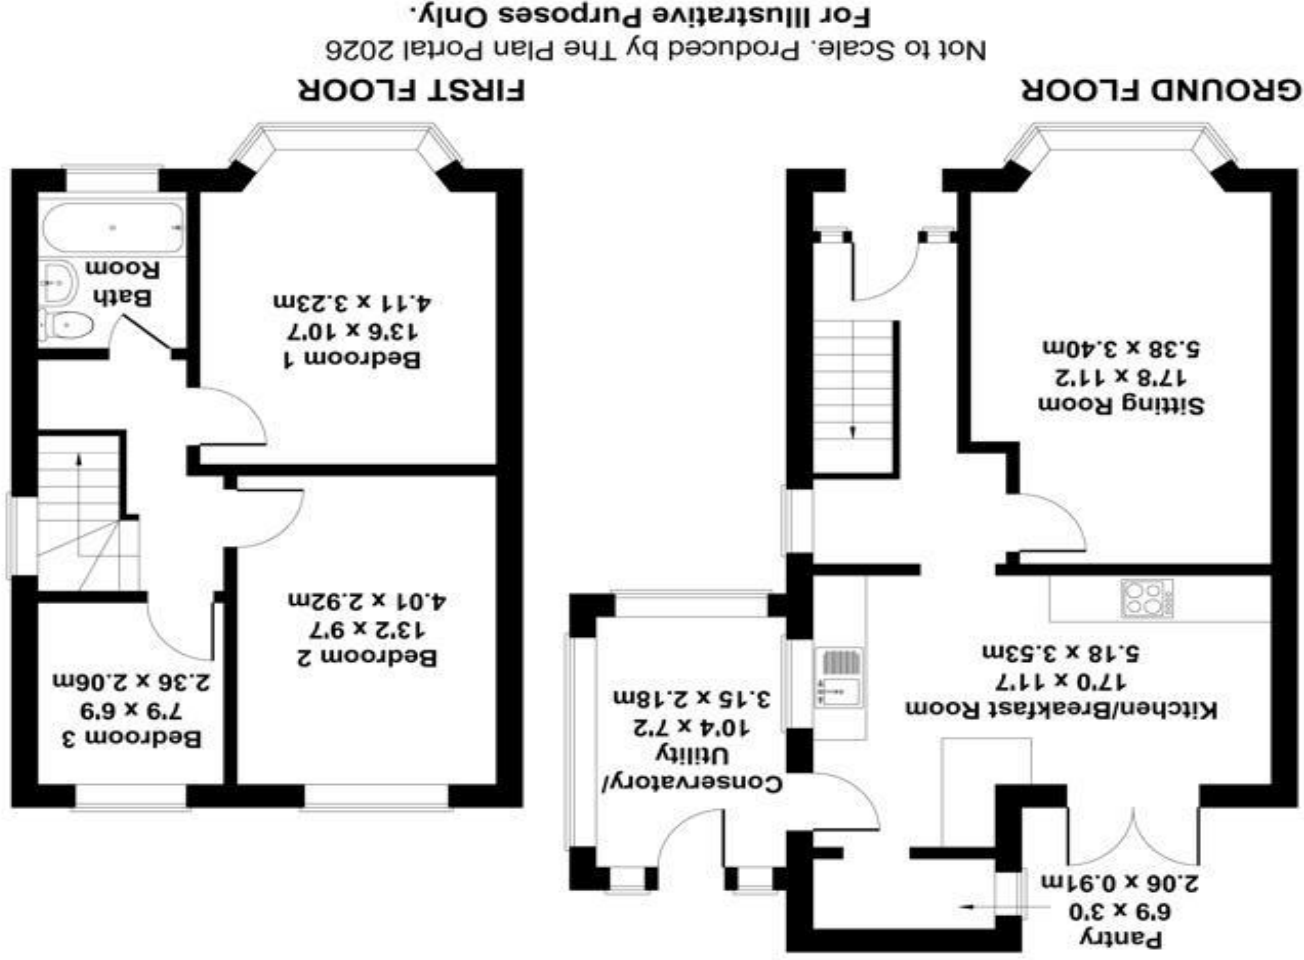 Pantry
6'9 x 3'0
2.06 x 0.91m
Kitchen/Breakfast Room
17'0 x 11'7
5.18 x 3.53m
Conservatory/
Utility
10'4 x 7'2
3.15 x 2.18m
Sitting Room
17'8 x 11'2
5.38 x 3.40m
GROUND FLOOR
Bedroom 2
13'2 x 9'7
4.01 x 2.92m
Bedroom 3
7'9 x 6'9
2.36 x 2.06m
Bedroom 1
13'6 x 10'7
4.11 x 3.23m
Bath
Room
FIRST FLOOR
Not to Scale. Produced by The Plan Portal 2026
For Illustrative Purposes Only.